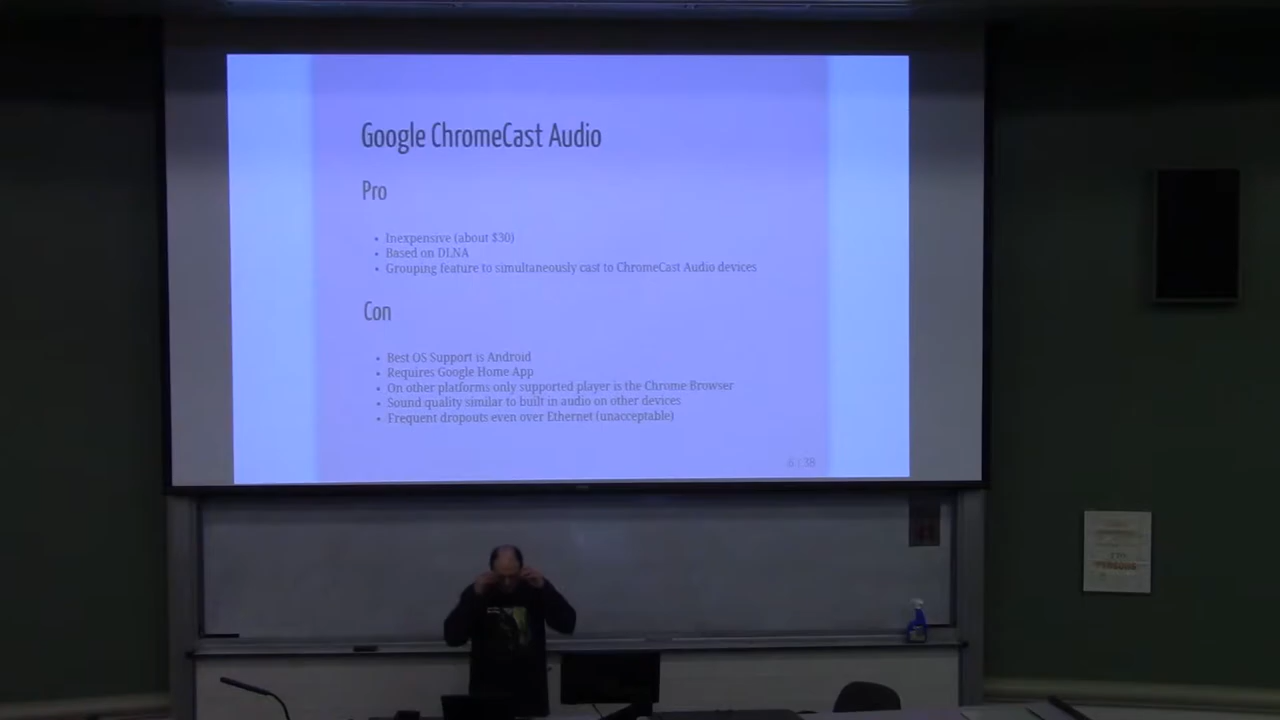 Google ChromeCast Audio
Pro
• Inexpensive (about $30)
• Based on DLNA
• Grouping feature to simultaneously cast to ChromeCast Audio devices
Con
• Best OS Support is Android
• Requires Google Home App
• On other platforms only supported player is the Chrome Browser
• Sound quality similar to built in audio on other devices
• Frequent dropouts even over Ethernet (unacceptable)
6 / 38